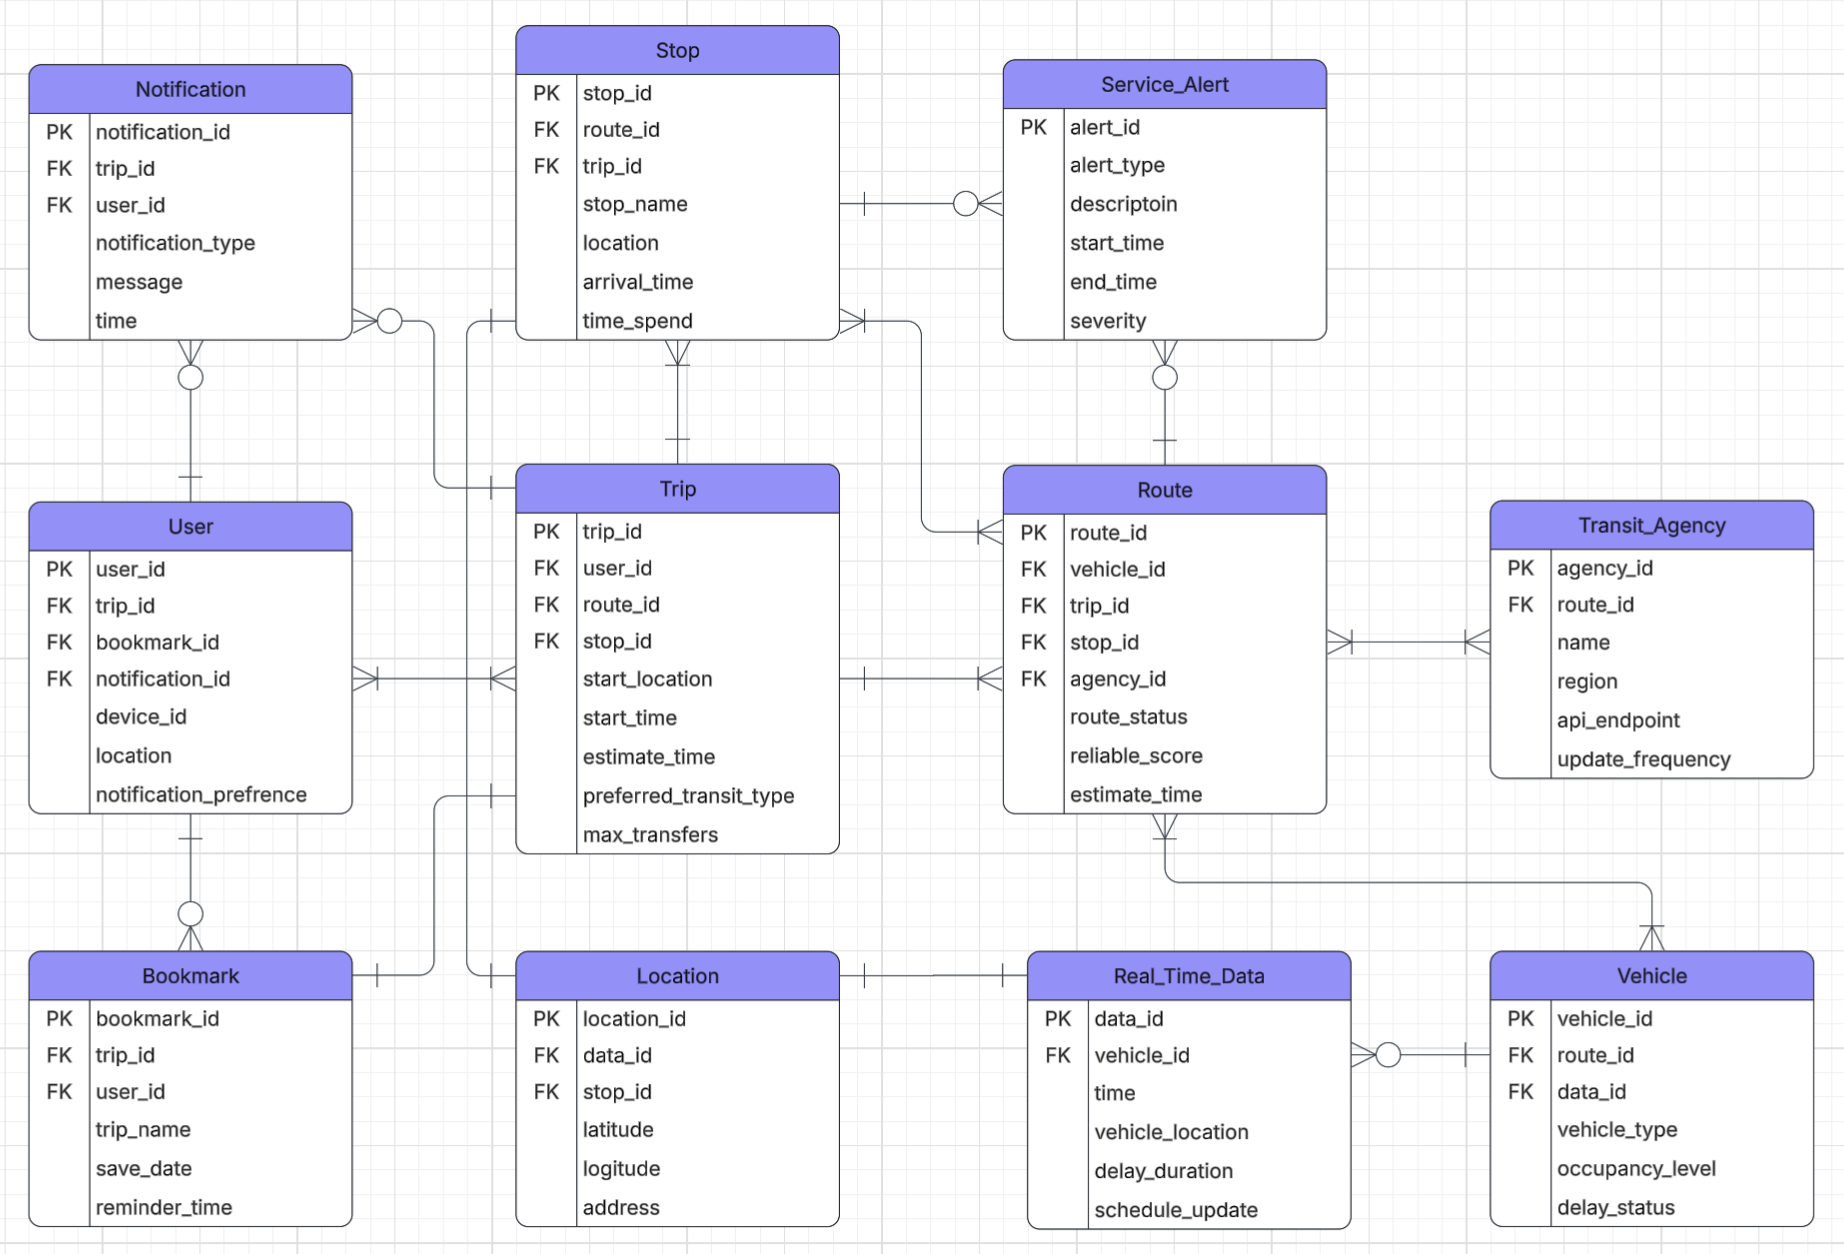 Notification
PK notification_id
FK trip_id
FK user_id
notification_type
message
time
Stop
PK stop_id
FK route_id
FK trip_id
stop_name
location
arrival_time
time_spend
Service_Alert
PK alert_id
alert_type
descriptoin
start_time
end_time
severity
User
PK user_id
FK trip_id
FK bookmark_id
FK notification_id
device_id
location
notification_prefrence
Trip
PK trip_id
FK user_id
FK route_id
FK stop_id
start_location
start_time
estimate_time
preferred_transit_type
max_transfers
Route
PK route_id
FK vehicle_id
FK trip_id
FK stop_id
FK agency_id
route_status
reliable_score
estimate_time
Transit_Agency
PK agency_id
FK route_id
name
region
api_endpoint
update_frequency
Bookmark
PK bookmark_id
FK trip_id
FK user_id
trip_name
save_date
reminder_time
Location
PK location_id
FK data_id
FK stop_id
latitude
logitude
address
Real_Time_Data
PK data_id
FK vehicle_id
time
vehicle_location
delay_duration
schedule_update
Vehicle
PK vehicle_id
FK route_id
FK data_id
vehicle_type
occupancy_level
delay_status